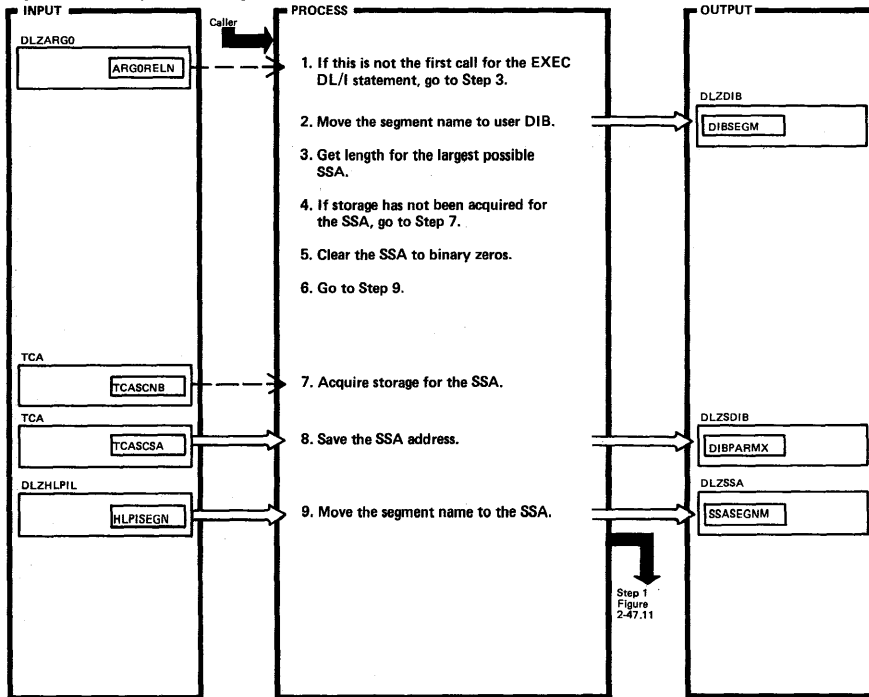 INPUT
PROCESS
OUTPUT
Caller
DLZARG0
ARG0RELN
1. If this is not the first call for the EXEC
DL/I statement, go to Step 3.
DLZDIB
2. Move the segment name to user DIB.
DIBSEGM
3. Get length for the largest possible
SSA.
4. If storage has not been acquired for
the SSA, go to Step 7.
5. Clear the SSA to binary zeros.
6. Go to Step 9.
TCA
TCASCNB
7. Acquire storage for the SSA.
TCA
DLZSDIB
TCASCSA
8. Save the SSA address.
DIBPARMX
DLZHLPIL
DLZSSA
HLPISEGN
9. Move the segment name to the SSA.
SSASEGNM
Step 1
Figure
2-47.11